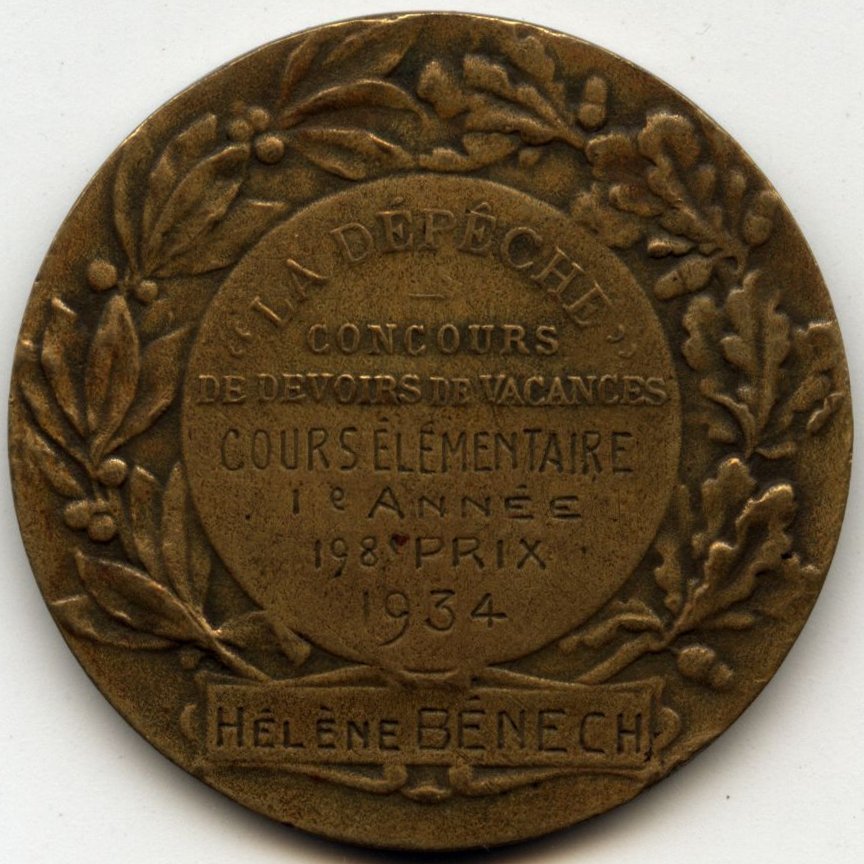 “LA DÉPÊCHE”
CONCOURS
DE DEVOIRS DE VACANCES
COURS ÉLÉMENTAIRE
1e ANNÉE
198e PRIX
1934
HÉLÈNE BÉNECH